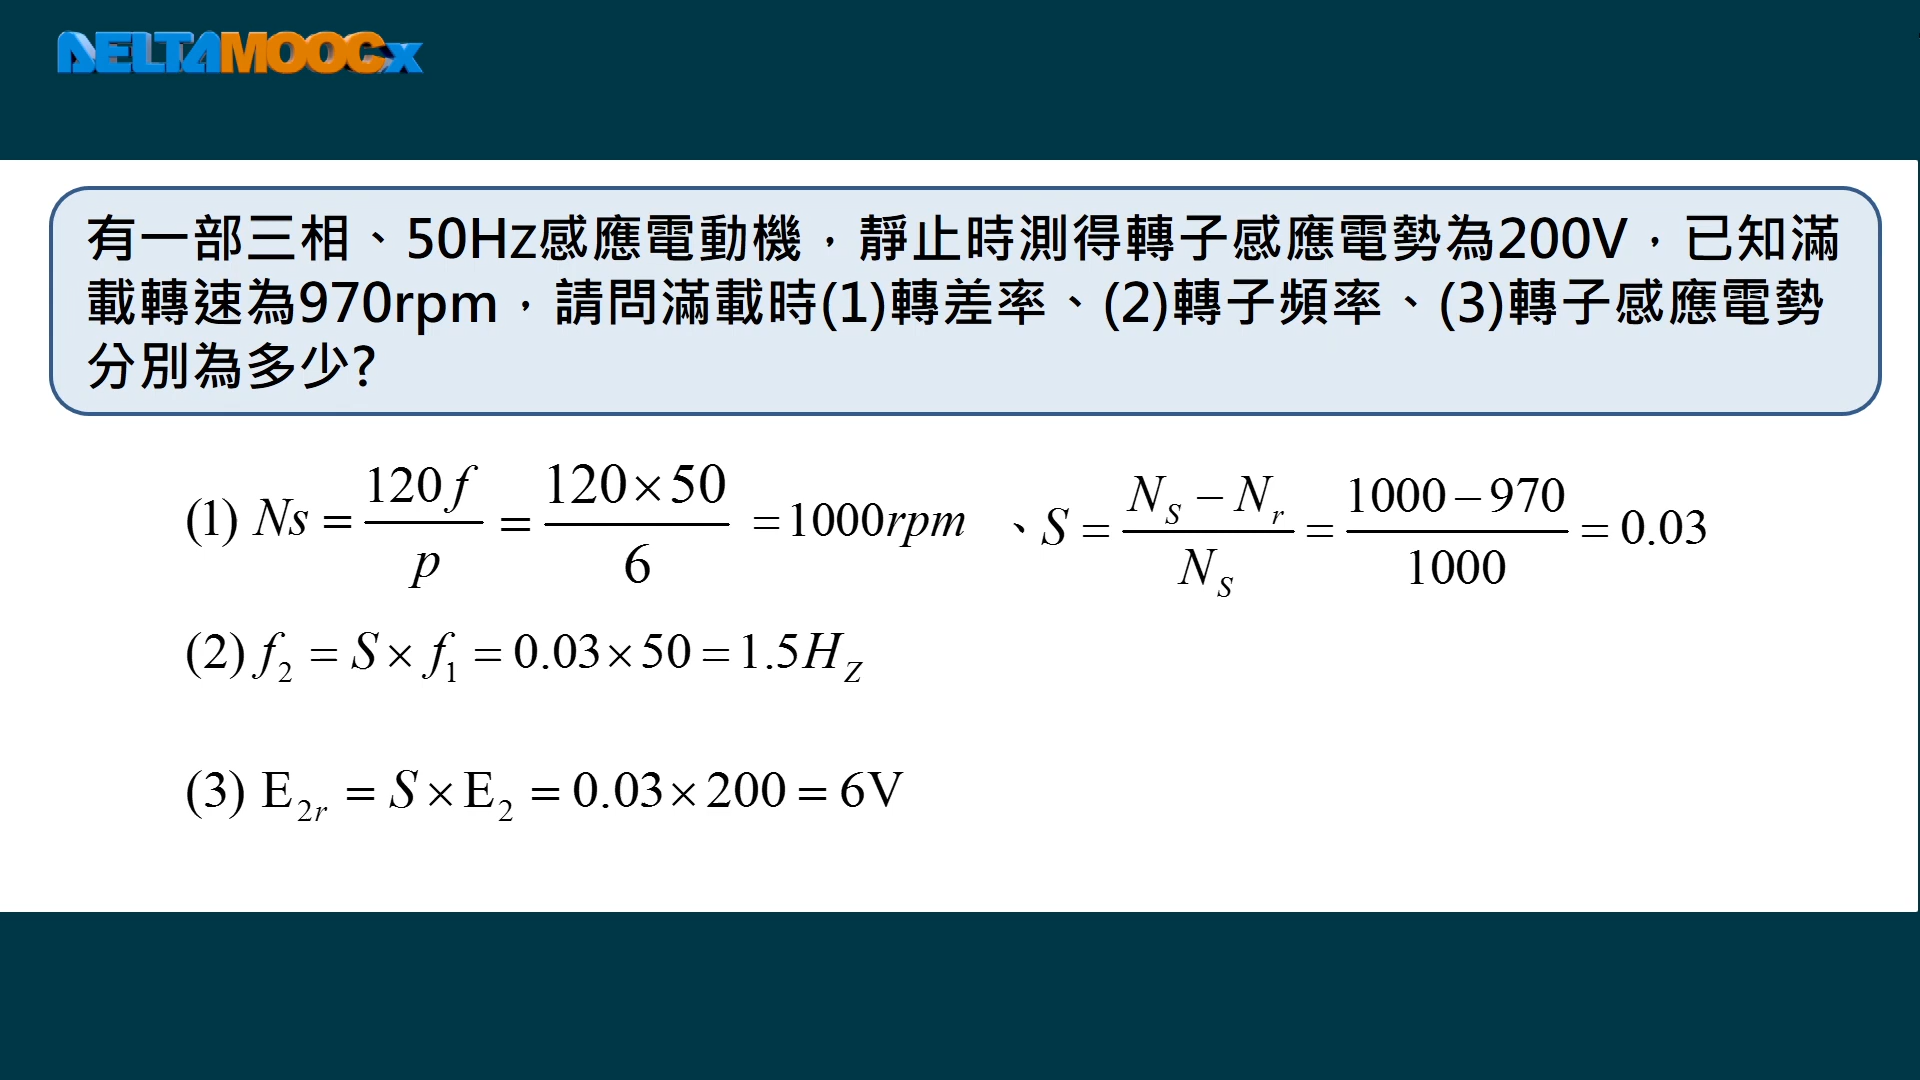 DELTAMOOCx
有一部三相、50Hz感應電動機，靜止時測得轉子感應電勢為200V，已知滿
載轉速為970rpm，請問滿載時(1)轉差率、(2)轉子頻率、(3)轉子感應電勢
分別為多少?
(1) Ns = 120f / p = 120×50 / 6 = 1000rpm 、S = (N_S − N_r) / N_S = (1000−970) / 1000 = 0.03
(2) f_2 = S × f_1 = 0.03×50 = 1.5H_Z
(3) E_2r = S × E_2 = 0.03×200 = 6V